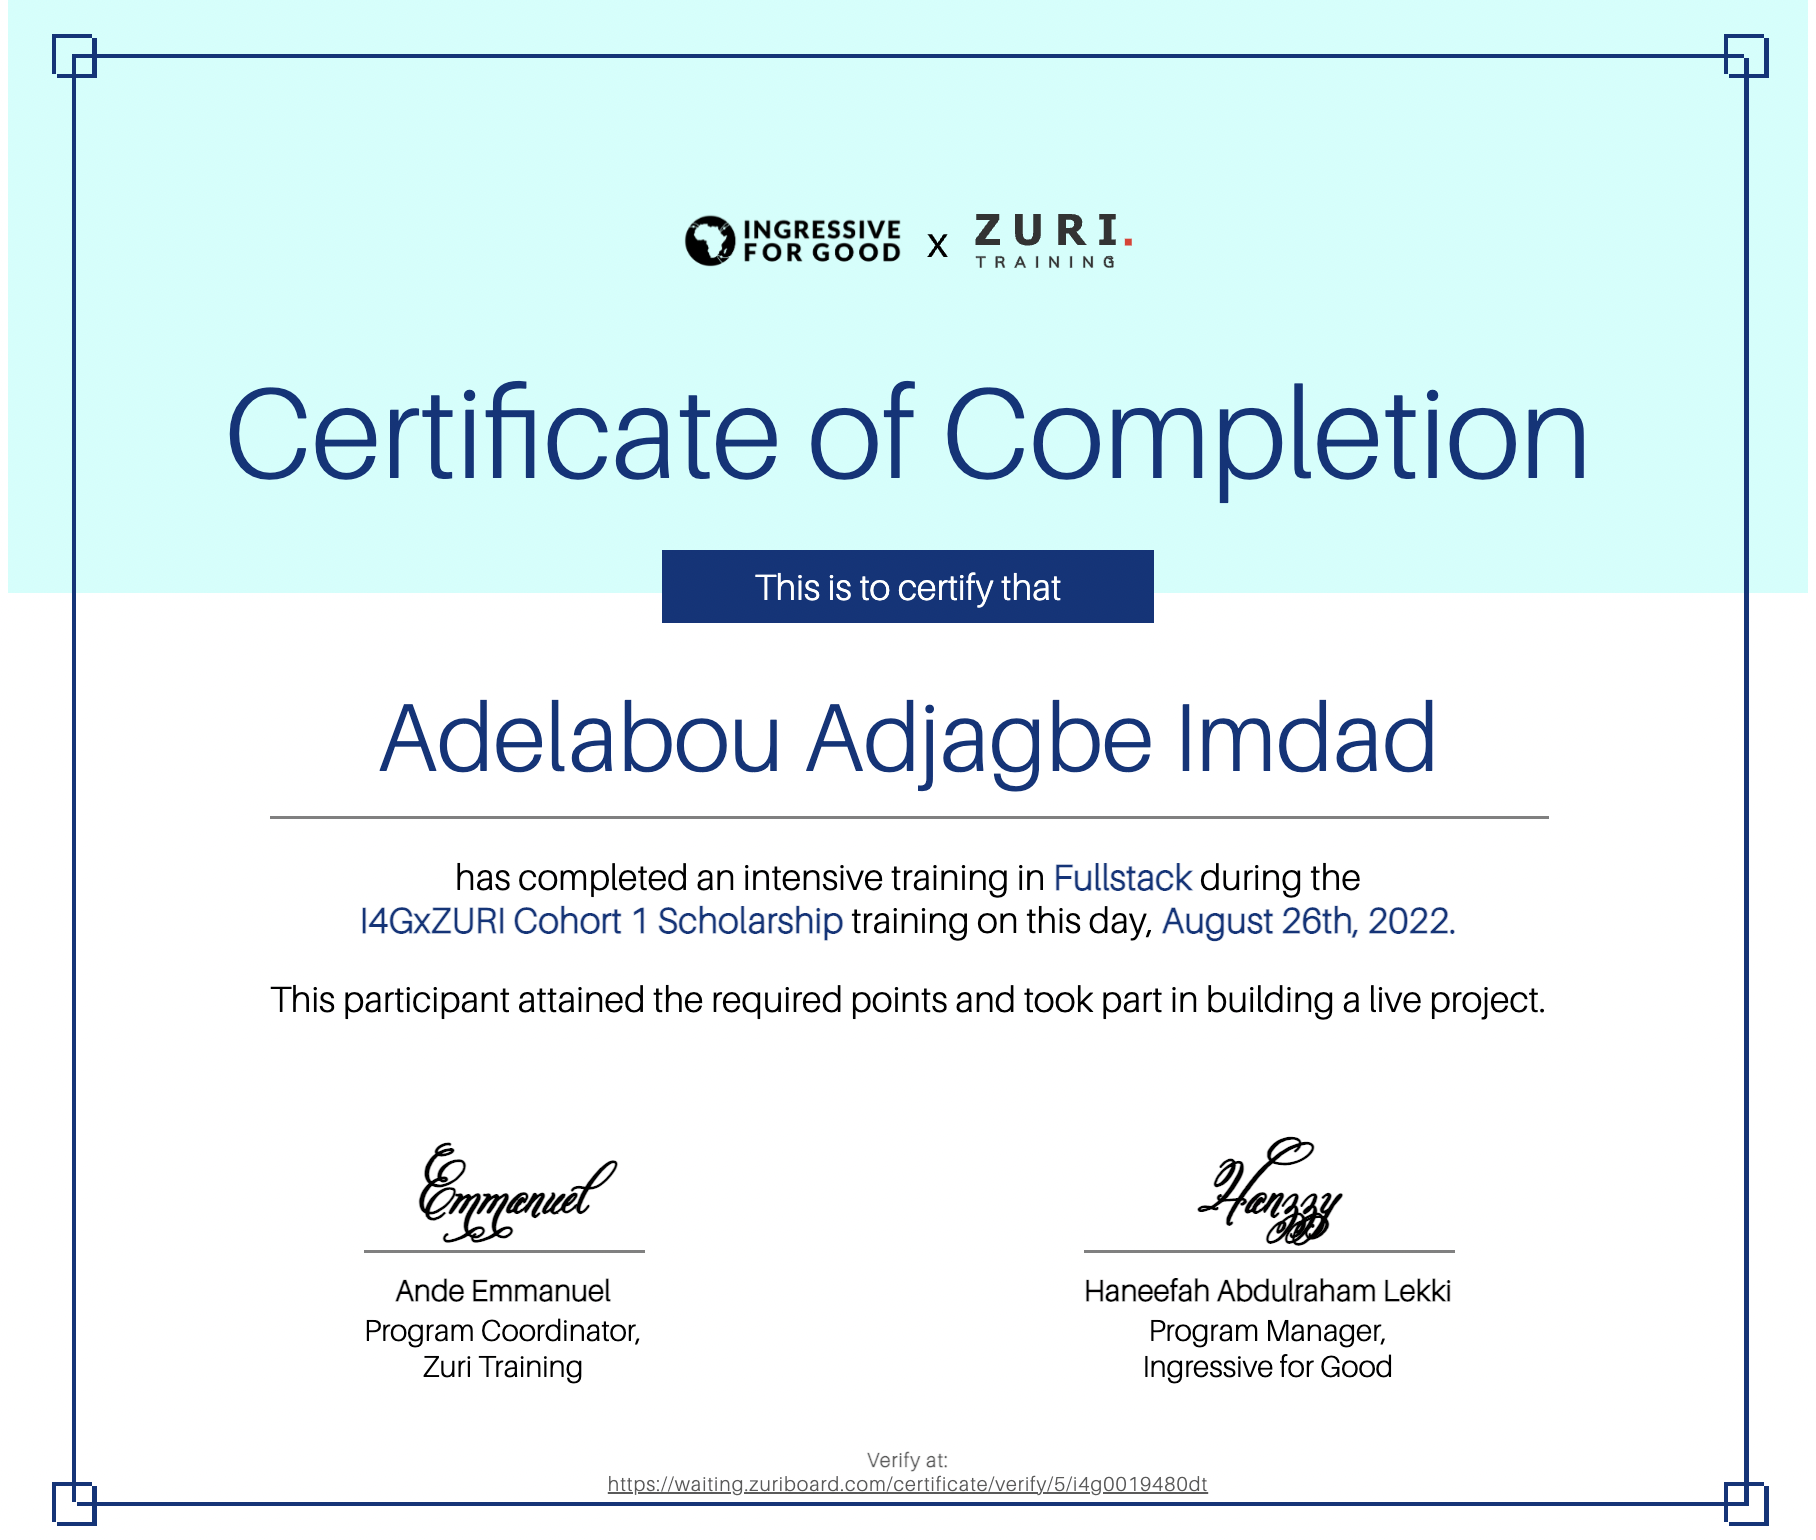 INGRESSIVE
FOR GOOD
x
ZURI.
TRAINING
Certificate of Completion
This is to certify that
Adelabou Adjagbe Imdad
has completed an intensive training in Fullstack during the
I4GxZURI Cohort 1 Scholarship training on this day, August 26th, 2022.
This participant attained the required points and took part in building a live project.
Emmanuel
Hanzzy
Ande Emmanuel
Program Coordinator,
Zuri Training
Haneefah Abdulraham Lekki
Program Manager,
Ingressive for Good
Verify at:
https://waiting.zuriboard.com/certificate/verify/5/i4g0019480dt